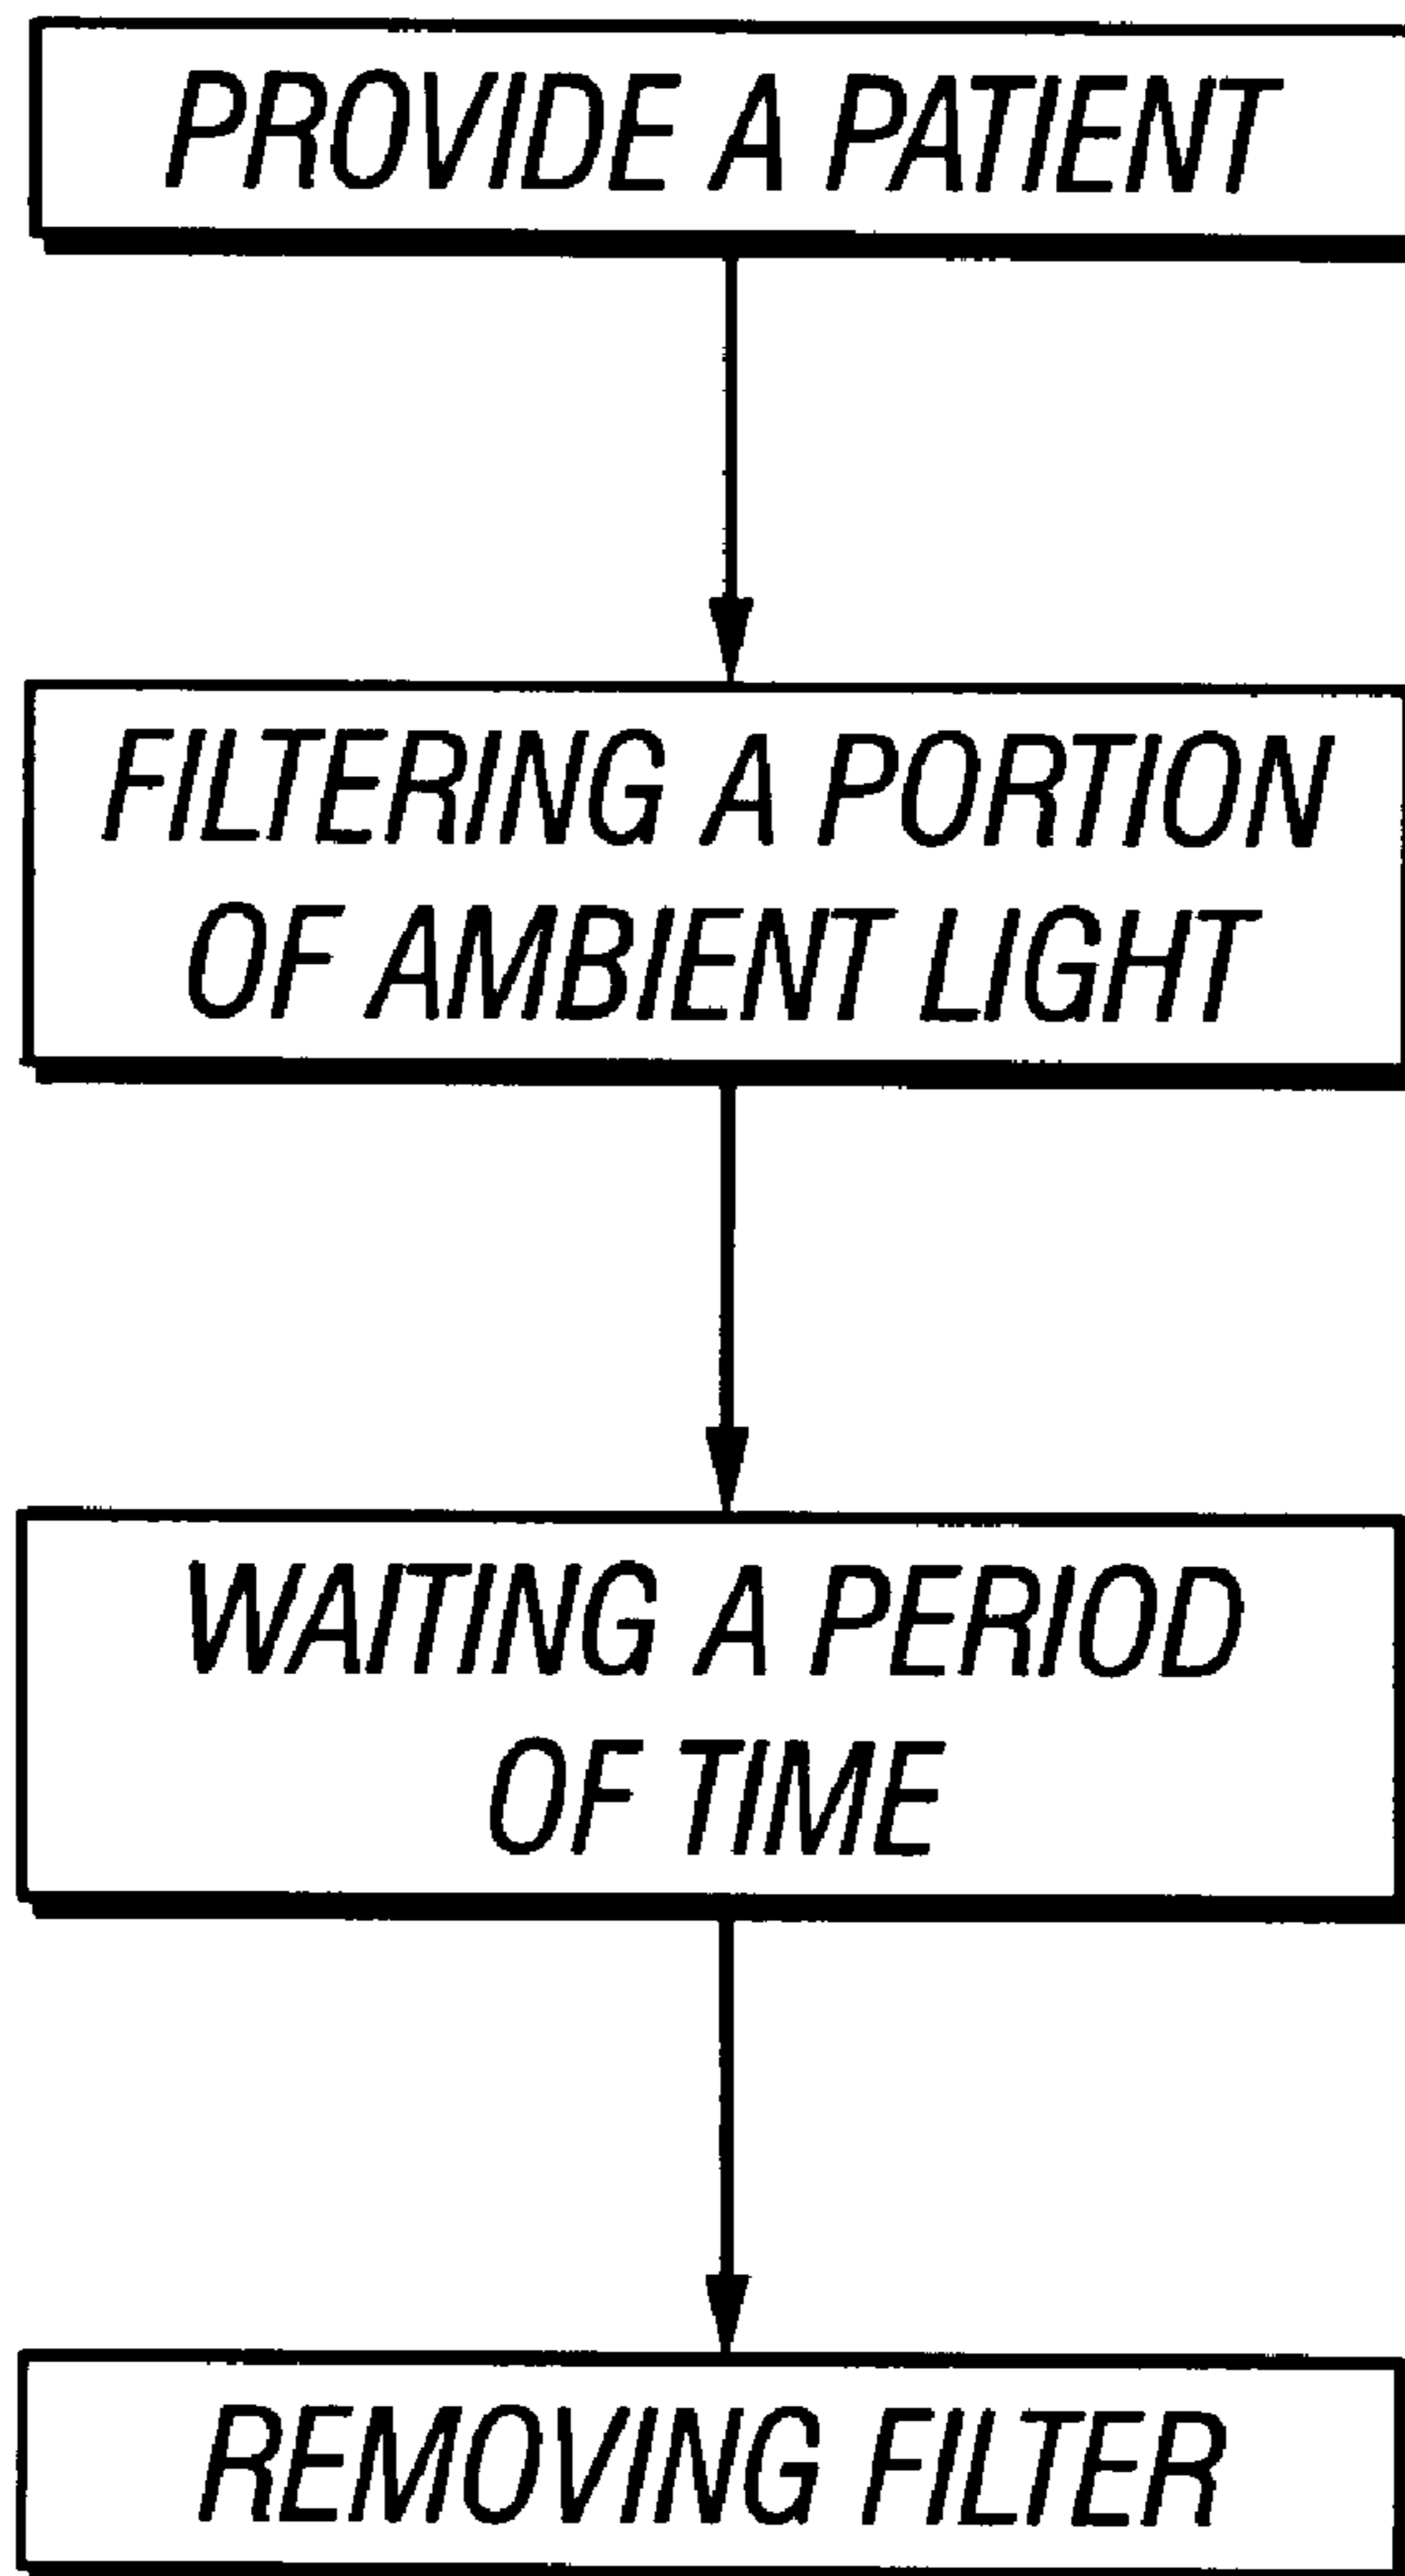 PROVIDE A PATIENT
FILTERING A PORTION
OF AMBIENT LIGHT
WAITING A PERIOD
OF TIME
REMOVING FILTER